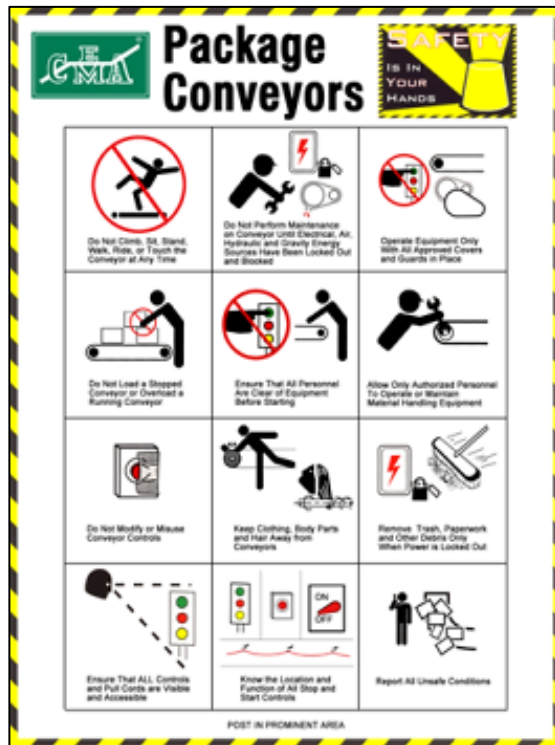 CEMA
Package
Conveyors
SAFETY
IS IN
YOUR
HANDS
Do Not Climb, Sit, Stand,
Walk, Ride, or Touch the
Conveyor at Any Time
Do Not Perform Maintenance
on Conveyor Until Electrical, Air,
Hydraulic and Gravity Energy
Sources Have Been Locked Out
and Blocked
Operate Equipment Only
With All Approved Covers
and Guards in Place
Do Not Load a Stopped
Conveyor or Overload a
Running Conveyor
Ensure That All Personnel
Are Clear of Equipment
Before Starting
Allow Only Authorized Personnel
To Operate or Maintain
Material Handling Equipment
Do Not Modify or Misuse
Conveyor Controls
Keep Clothing, Body Parts
and Hair Away from
Conveyors
Remove Trash, Paperwork
and Other Debris Only
When Power is Locked Out
ON
OFF
Ensure That ALL Controls
and Pull Cords are Visible
and Accessible
Know the Location and
Function of All Stop and
Start Controls
Report All Unsafe Conditions
POST IN PROMINENT AREA